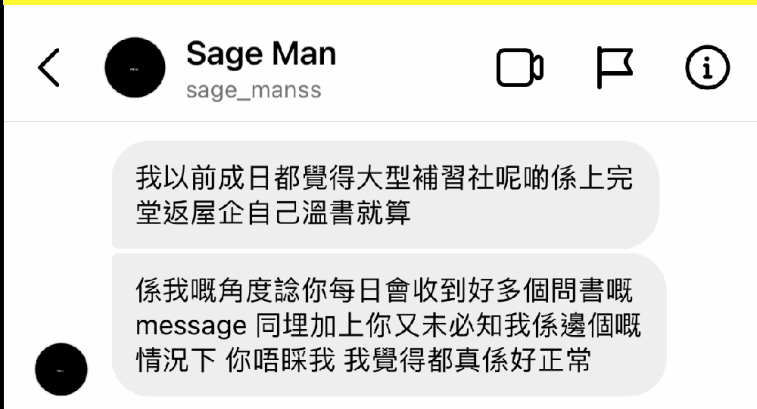 Sage Man
sage_manss
我以前成日都覺得大型補習社呢啲係上完
堂返屋企自己溫書就算
係我嘅角度諗你每日會收到好多個問書嘅
message 同埋加上你又未必知我係邊個嘅
情況下 你唔睬我 我覺得都真係好正常